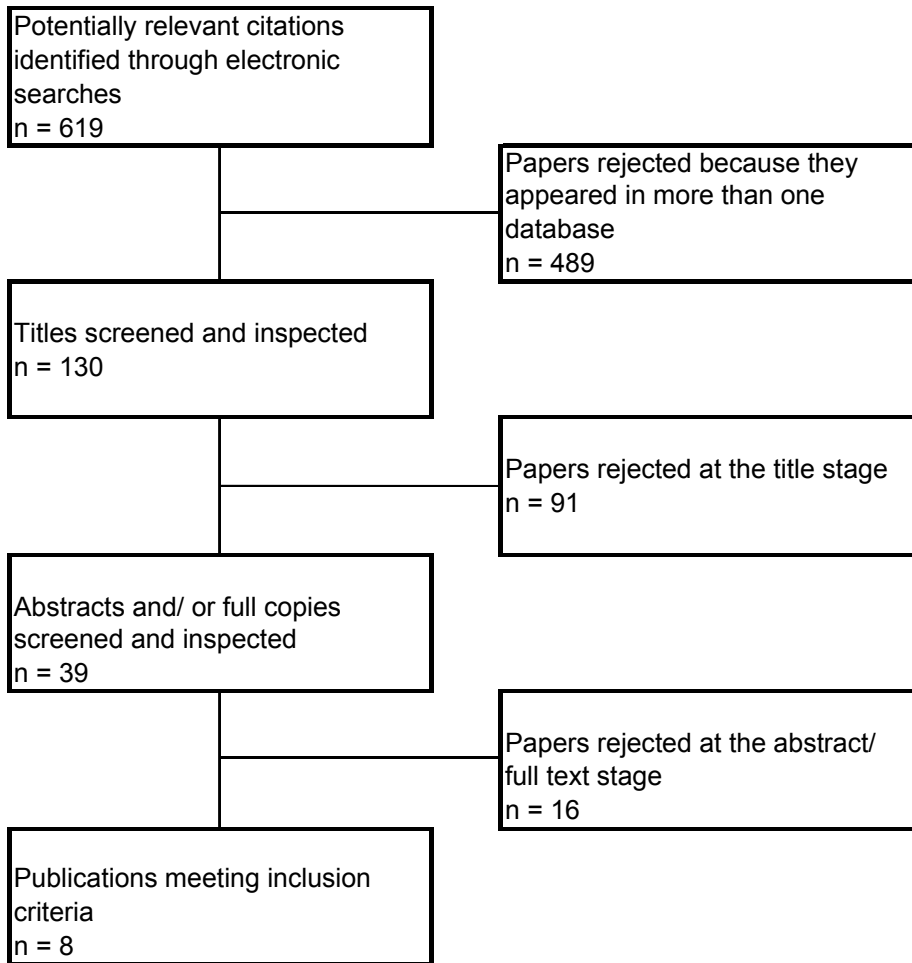 Potentially relevant citations
identified through electronic
searches
n = 619
Papers rejected because they
appeared in more than one
database
n = 489
Titles screened and inspected
n = 130
Papers rejected at the title stage
n = 91
Abstracts and/ or full copies
screened and inspected
n = 39
Papers rejected at the abstract/
full text stage
n = 16
Publications meeting inclusion
criteria
n = 8